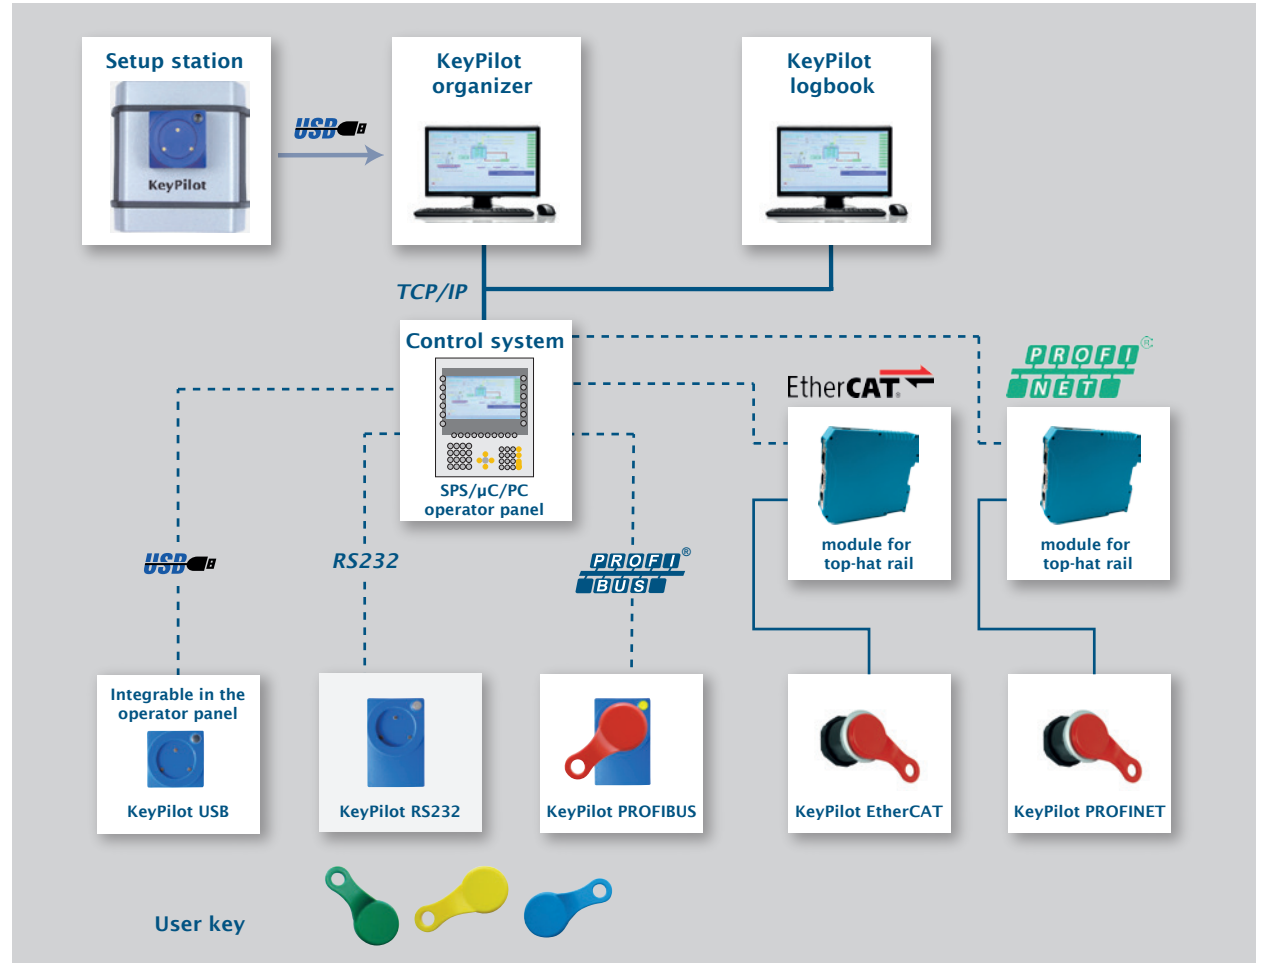 Setup station
KeyPilot
USB
KeyPilot
organizer
KeyPilot
logbook
TCP/IP
Control system
SPS/µC/PC
operator panel
EtherCAT®
PROFI®
NET
module for
top-hat rail
module for
top-hat rail
USB
RS232
PROFI®
BUS
Integrable in the
operator panel
KeyPilot USB
KeyPilot RS232
KeyPilot PROFIBUS
KeyPilot EtherCAT
KeyPilot PROFINET
User key